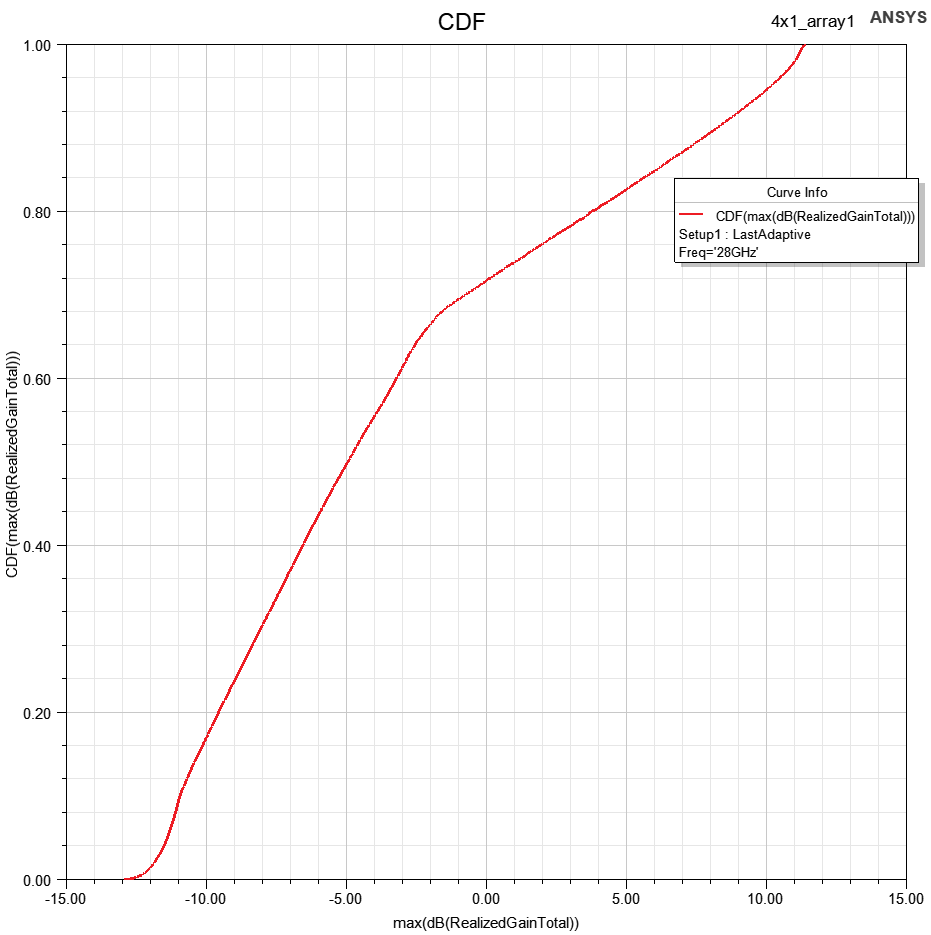 CDF
4x1_array1
ANSYS
1.00
0.80
0.60
0.40
0.20
0.00
CDF(max(dB(RealizedGainTotal)))
Curve Info
CDF(max(dB(RealizedGainTotal)))
Setup1 : LastAdaptive
Freq='28GHz'
-15.00
-10.00
-5.00
0.00
5.00
10.00
15.00
max(dB(RealizedGainTotal))